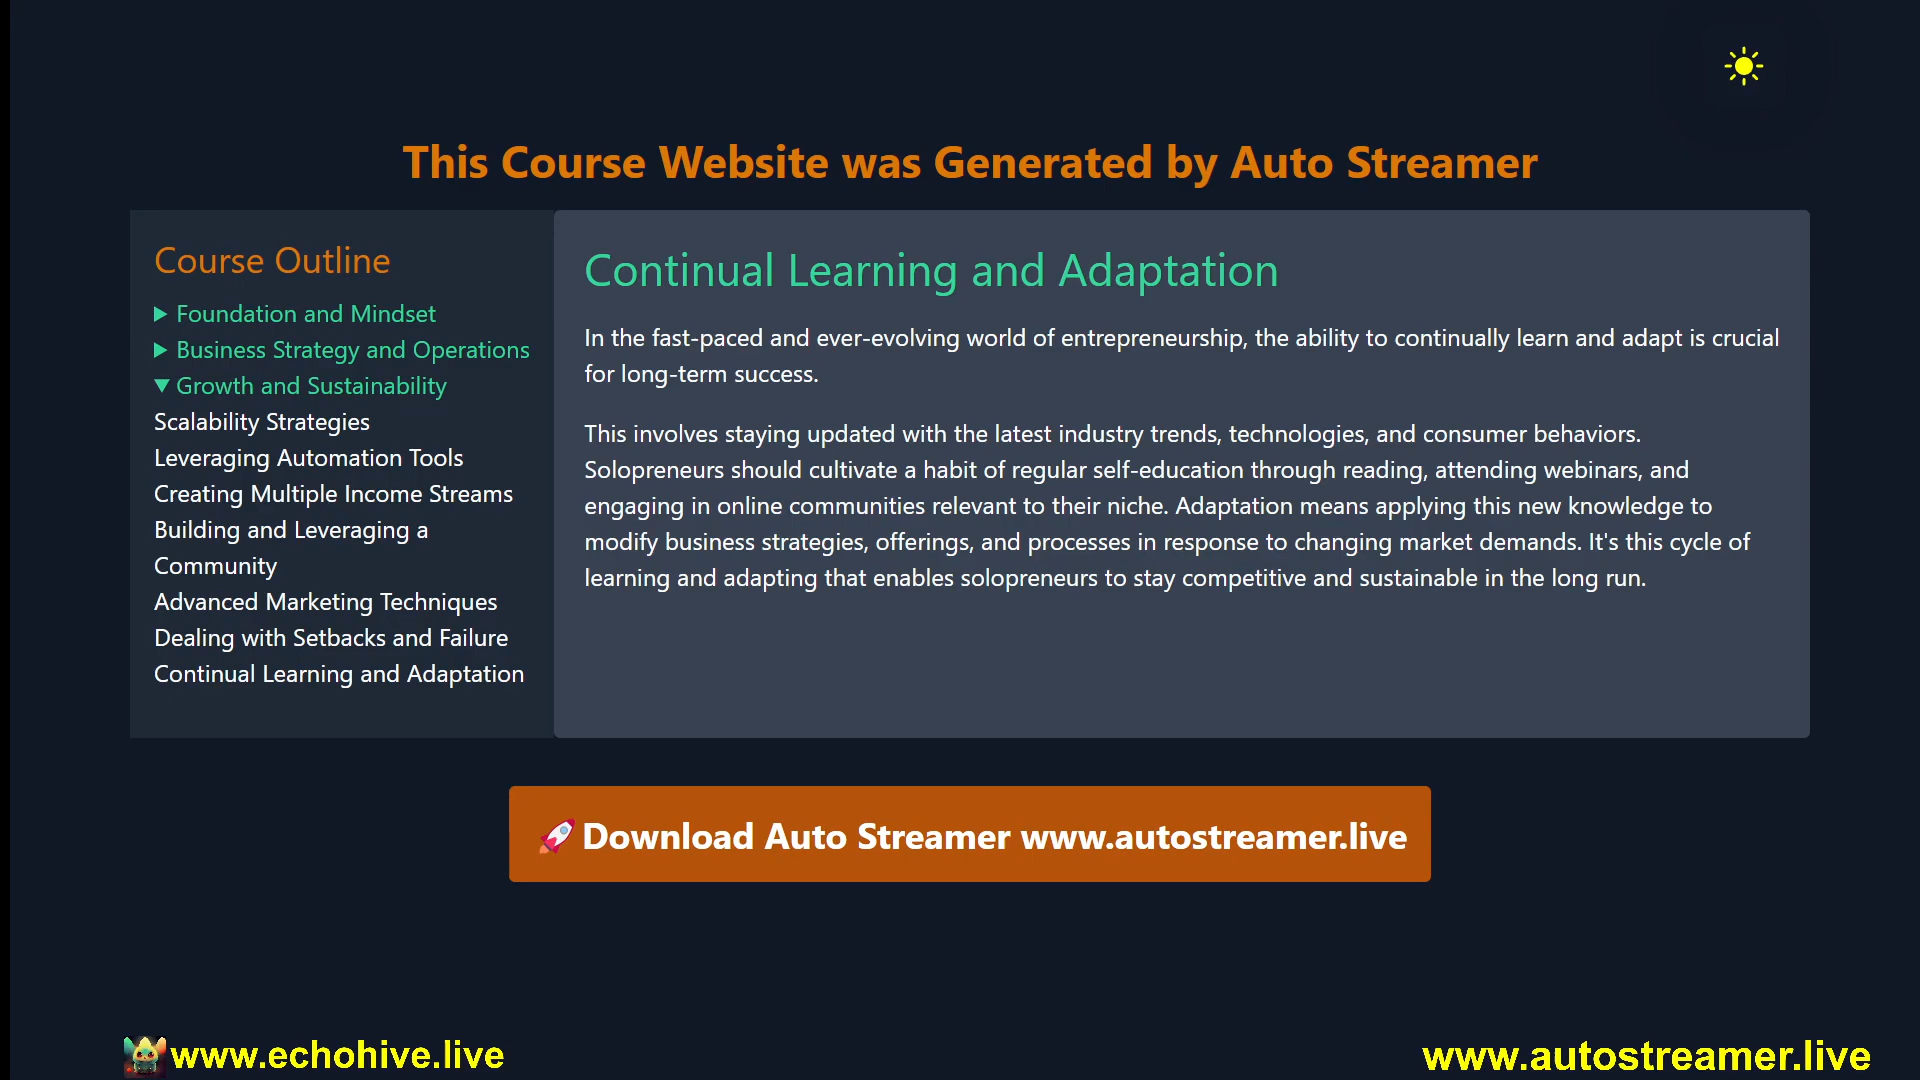 This Course Website was Generated by Auto Streamer
Course Outline
Foundation and Mindset
Business Strategy and Operations
Growth and Sustainability
Scalability Strategies
Leveraging Automation Tools
Creating Multiple Income Streams
Building and Leveraging a
Community
Advanced Marketing Techniques
Dealing with Setbacks and Failure
Continual Learning and Adaptation
Continual Learning and Adaptation
In the fast-paced and ever-evolving world of entrepreneurship, the ability to continually learn and adapt is crucial
for long-term success.
This involves staying updated with the latest industry trends, technologies, and consumer behaviors.
Solopreneurs should cultivate a habit of regular self-education through reading, attending webinars, and
engaging in online communities relevant to their niche. Adaptation means applying this new knowledge to
modify business strategies, offerings, and processes in response to changing market demands. It's this cycle of
learning and adapting that enables solopreneurs to stay competitive and sustainable in the long run.
🚀Download Auto Streamer www.autostreamer.live
www.echohive.live
www.autostreamer.live